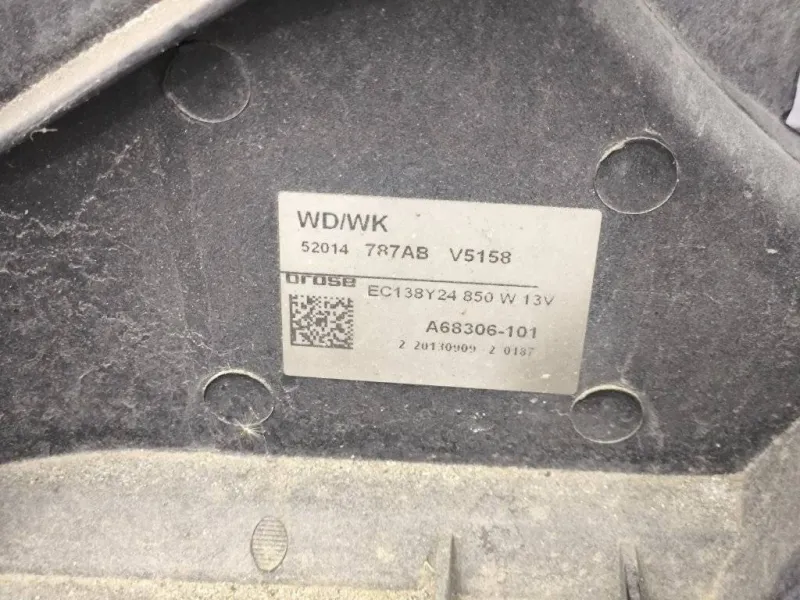 WD/WK
52014 787AB V5158
brose EC138Y24 850 W 13V
A68306-101
2 20130909 2 0187